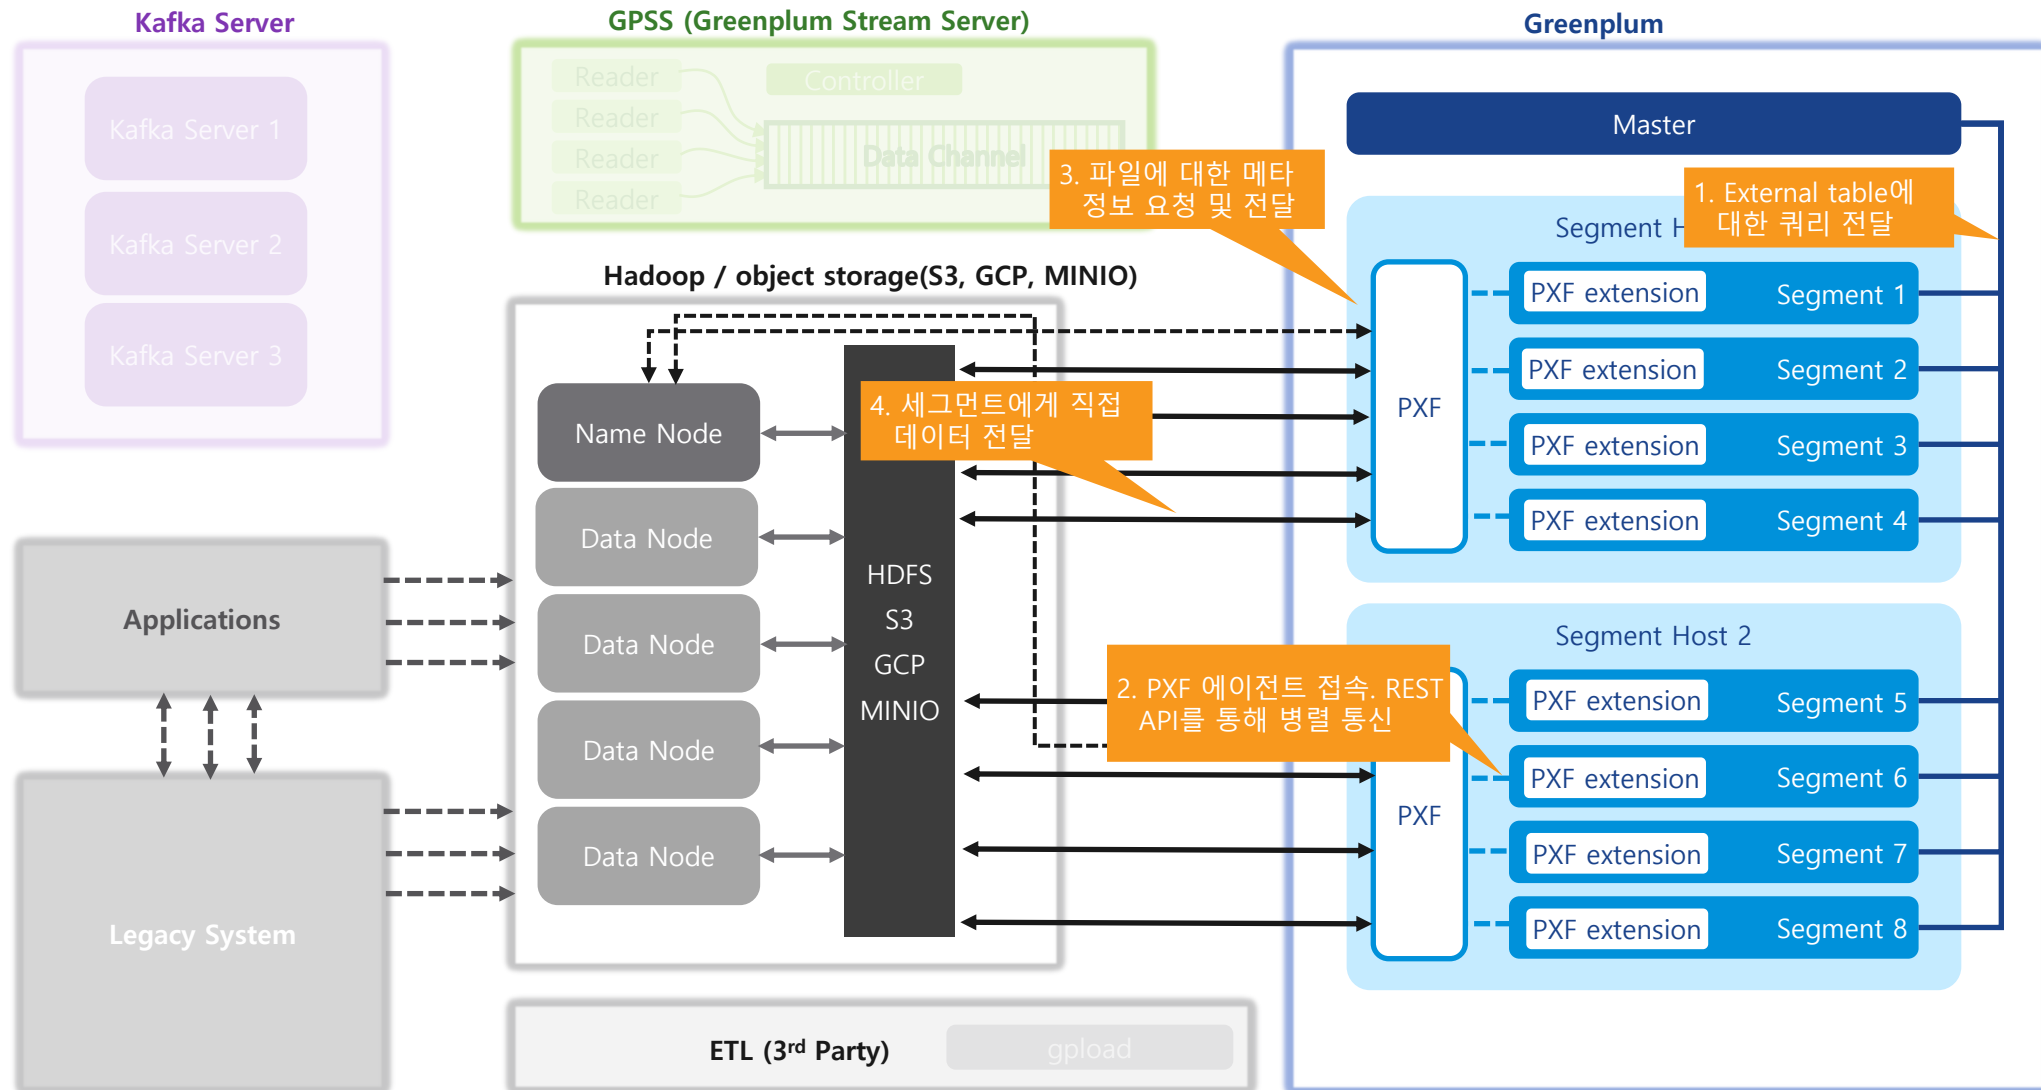 Kafka Server
Kafka Server 1
Kafka Server 2
Kafka Server 3
GPSS (Greenplum Stream Server)
Reader
Reader
Reader
Reader
Controller
Data Channel
Greenplum
Master
1. External table에
대한 쿼리 전달
3. 파일에 대한 메타
정보 요청 및 전달
Segment H
PXF
PXF extension
Segment 1
PXF extension
Segment 2
PXF extension
Segment 3
PXF extension
Segment 4
Hadoop / object storage(S3, GCP, MINIO)
Name Node
Data Node
Data Node
Data Node
Data Node
4. 세그먼트에게 직접
데이터 전달
HDFS
S3
GCP
MINIO
Segment Host 2
2. PXF 에이전트 접속. REST
API를 통해 병렬 통신
PXF
PXF extension
Segment 5
PXF extension
Segment 6
PXF extension
Segment 7
PXF extension
Segment 8
Applications
Legacy System
ETL (3rd Party)
gpload